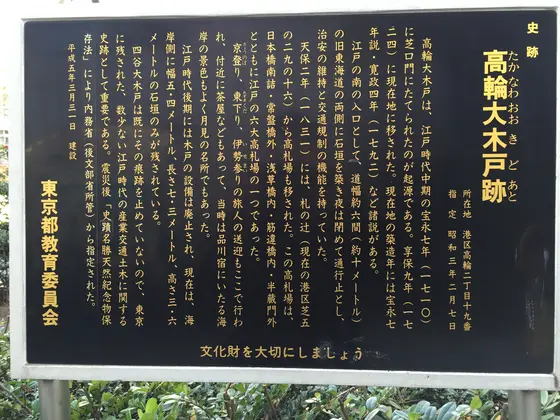 史跡
高輪大木戸跡
たかなわおおきどあと
所在地 港区高輪二丁目十九番
指定 昭和三年二月七日
高輪大木戸は、江戸時代中期の宝永七年(一七一〇)
に芝口門にたてられたのが起源である。享保九年(一七
二四)に現在地に移された。現在地の築造年には宝永七
年説・寛政四年(一七九二)など諸説がある。
江戸の南の入口として、道幅約六間(約十メートル)
の旧東海道の両側に石垣を築き夜は閉めて通行止とし、
治安の維持と交通規制の機能を持っていた。
天保二年(一八三一)には、札の辻(現在の港区芝五
の二九の十六)から高札場も移された。この高札場は、
日本橋南詰・常盤橋外・浅草橋内・筋違橋内・半蔵門外
とともに江戸の六大高札場の一つであった。
京登り、東下り、伊勢参りの旅人の送迎もここで行わ
れ、付近に茶屋などもあって、当時は品川宿にいたる海
岸の景色もよく月見の名所でもあった。
江戸時代後期には木戸の設備は廃止され、現在は、海
岸側に幅五・四メートル、長さ七・三メートル、高さ三・六
メートルの石垣のみが残されている。
四谷大木戸は既にその痕跡を止めていないので、東京
に残された、数少ない江戸時代の産業交通土木に関する
史跡として重要である。震災後「史蹟名勝天然紀念物保
存法」により内務省(後文部省所管)から指定された。
平成五年三月三一日 建設
東京都教育委員会
文化財を大切にしましょう